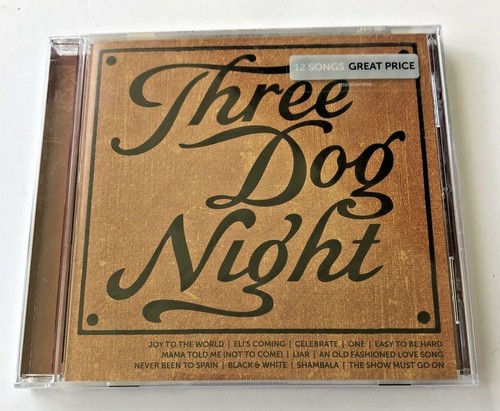 12 SONGS GREAT PRICE
Three
Dog
Night
JOY TO THE WORLD | ELI'S COMING | CELEBRATE | ONE | EASY TO BE HARD
MAMA TOLD ME (NOT TO COME) | LIAR | AN OLD FASHIONED LOVE SONG
NEVER BEEN TO SPAIN | BLACK & WHITE | SHAMBALA | THE SHOW MUST GO ON